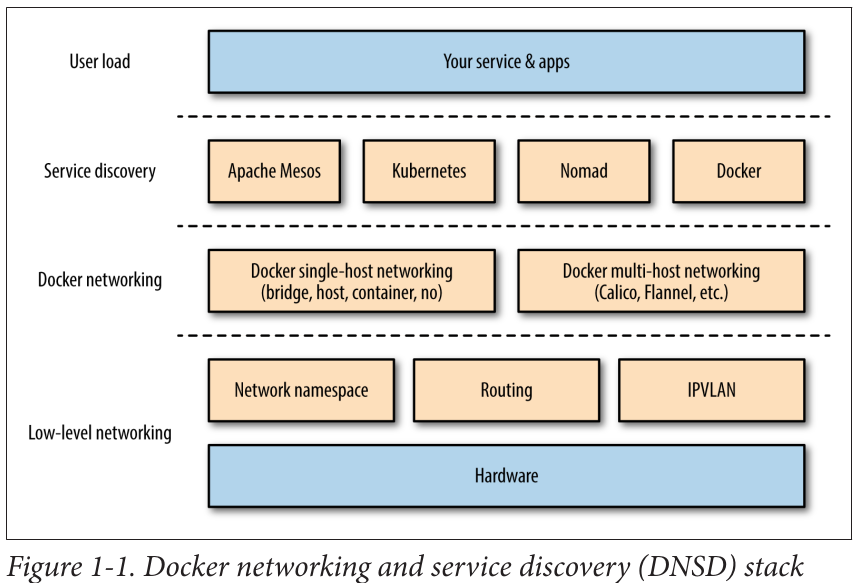 User load
Your service & apps
Service discovery
Apache Mesos
Kubernetes
Nomad
Docker
Docker networking
Docker single-host networking
(bridge, host, container, no)
Docker multi-host networking
(Calico, Flannel, etc.)
Low-level networking
Network namespace
Routing
IPVLAN
Hardware
Figure 1-1. Docker networking and service discovery (DNSD) stack